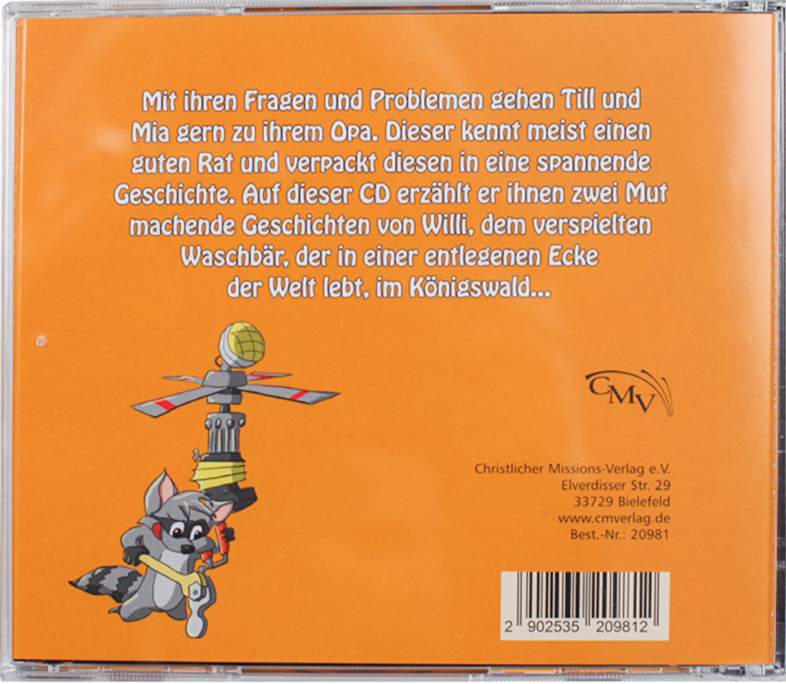 Mit ihren Fragen und Problemen gehen Till und
Mia gern zu ihrem Opa. Dieser kennt meist einen
guten Rat und verpackt diesen in eine spannende
Geschichte. Auf dieser CD erzählt er ihnen zwei Mut
machende Geschichten von Willi, dem verspielten
Waschbär, der in einer entlegenen Ecke
der Welt lebt, im Königswald...
CMV
Christlicher Missions-Verlag e.V.
Elverdisser Str. 29
33729 Bielefeld
www.cmverlag.de
Best.-Nr.: 20981
2 902535 209812